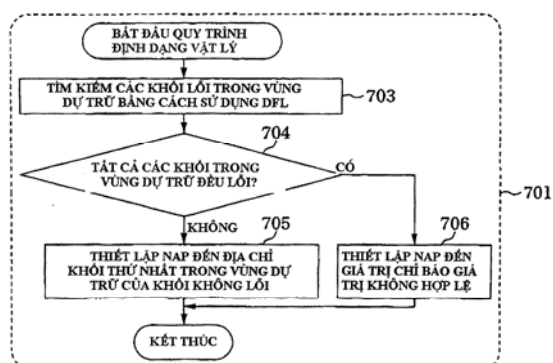 BẮT ĐẦU QUY TRÌNH
ĐỊNH DẠNG VẬT LÝ
TÌM KIẾM CÁC KHỐI LỖI TRONG VÙNG
DỰ TRỮ BẰNG CÁCH SỬ DỤNG DFL
703
704
TẤT CẢ CÁC KHỐI TRONG
VÙNG DỰ TRỮ ĐỀU LỖI?
CÓ
701
KHÔNG
705
THIẾT LẬP NAP ĐẾN ĐỊA CHỈ
KHỐI THỨ NHẤT TRONG VÙNG DỰ
TRỮ CỦA KHỐI KHÔNG LỖI
706
THIẾT LẬP NAP ĐẾN
GIÁ TRỊ CHỈ BÁO GIÁ
TRỊ KHÔNG HỢP LỆ
KẾT THÚC